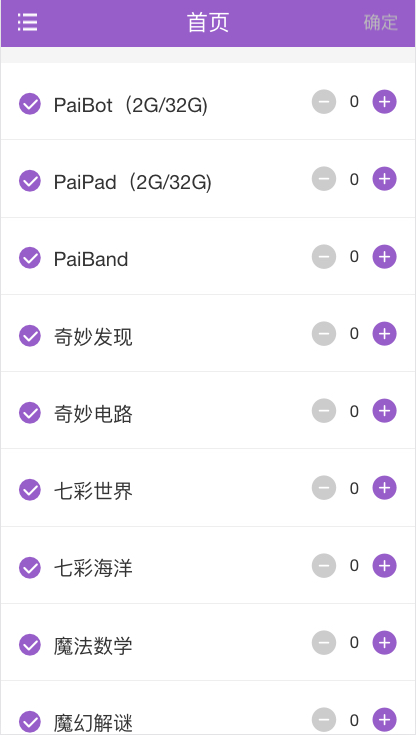 首页 确定
PaiBot（2G/32G) 0
PaiPad（2G/32G) 0
PaiBand 0
奇妙发现 0
奇妙电路 0
七彩世界 0
七彩海洋 0
魔法数学 0
魔幻解谜 0